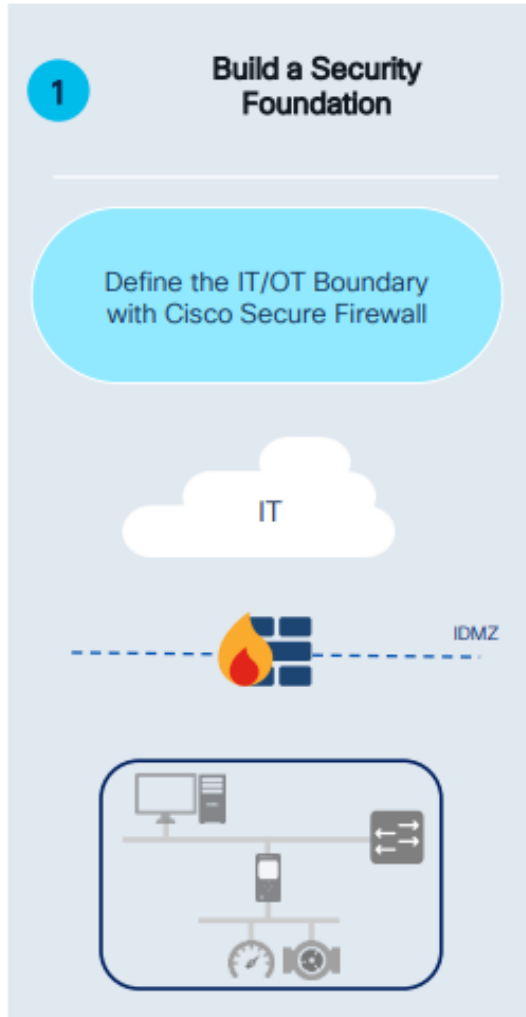 1
Build a Security
Foundation
Define the IT/OT Boundary
with Cisco Secure Firewall
IT
IDMZ